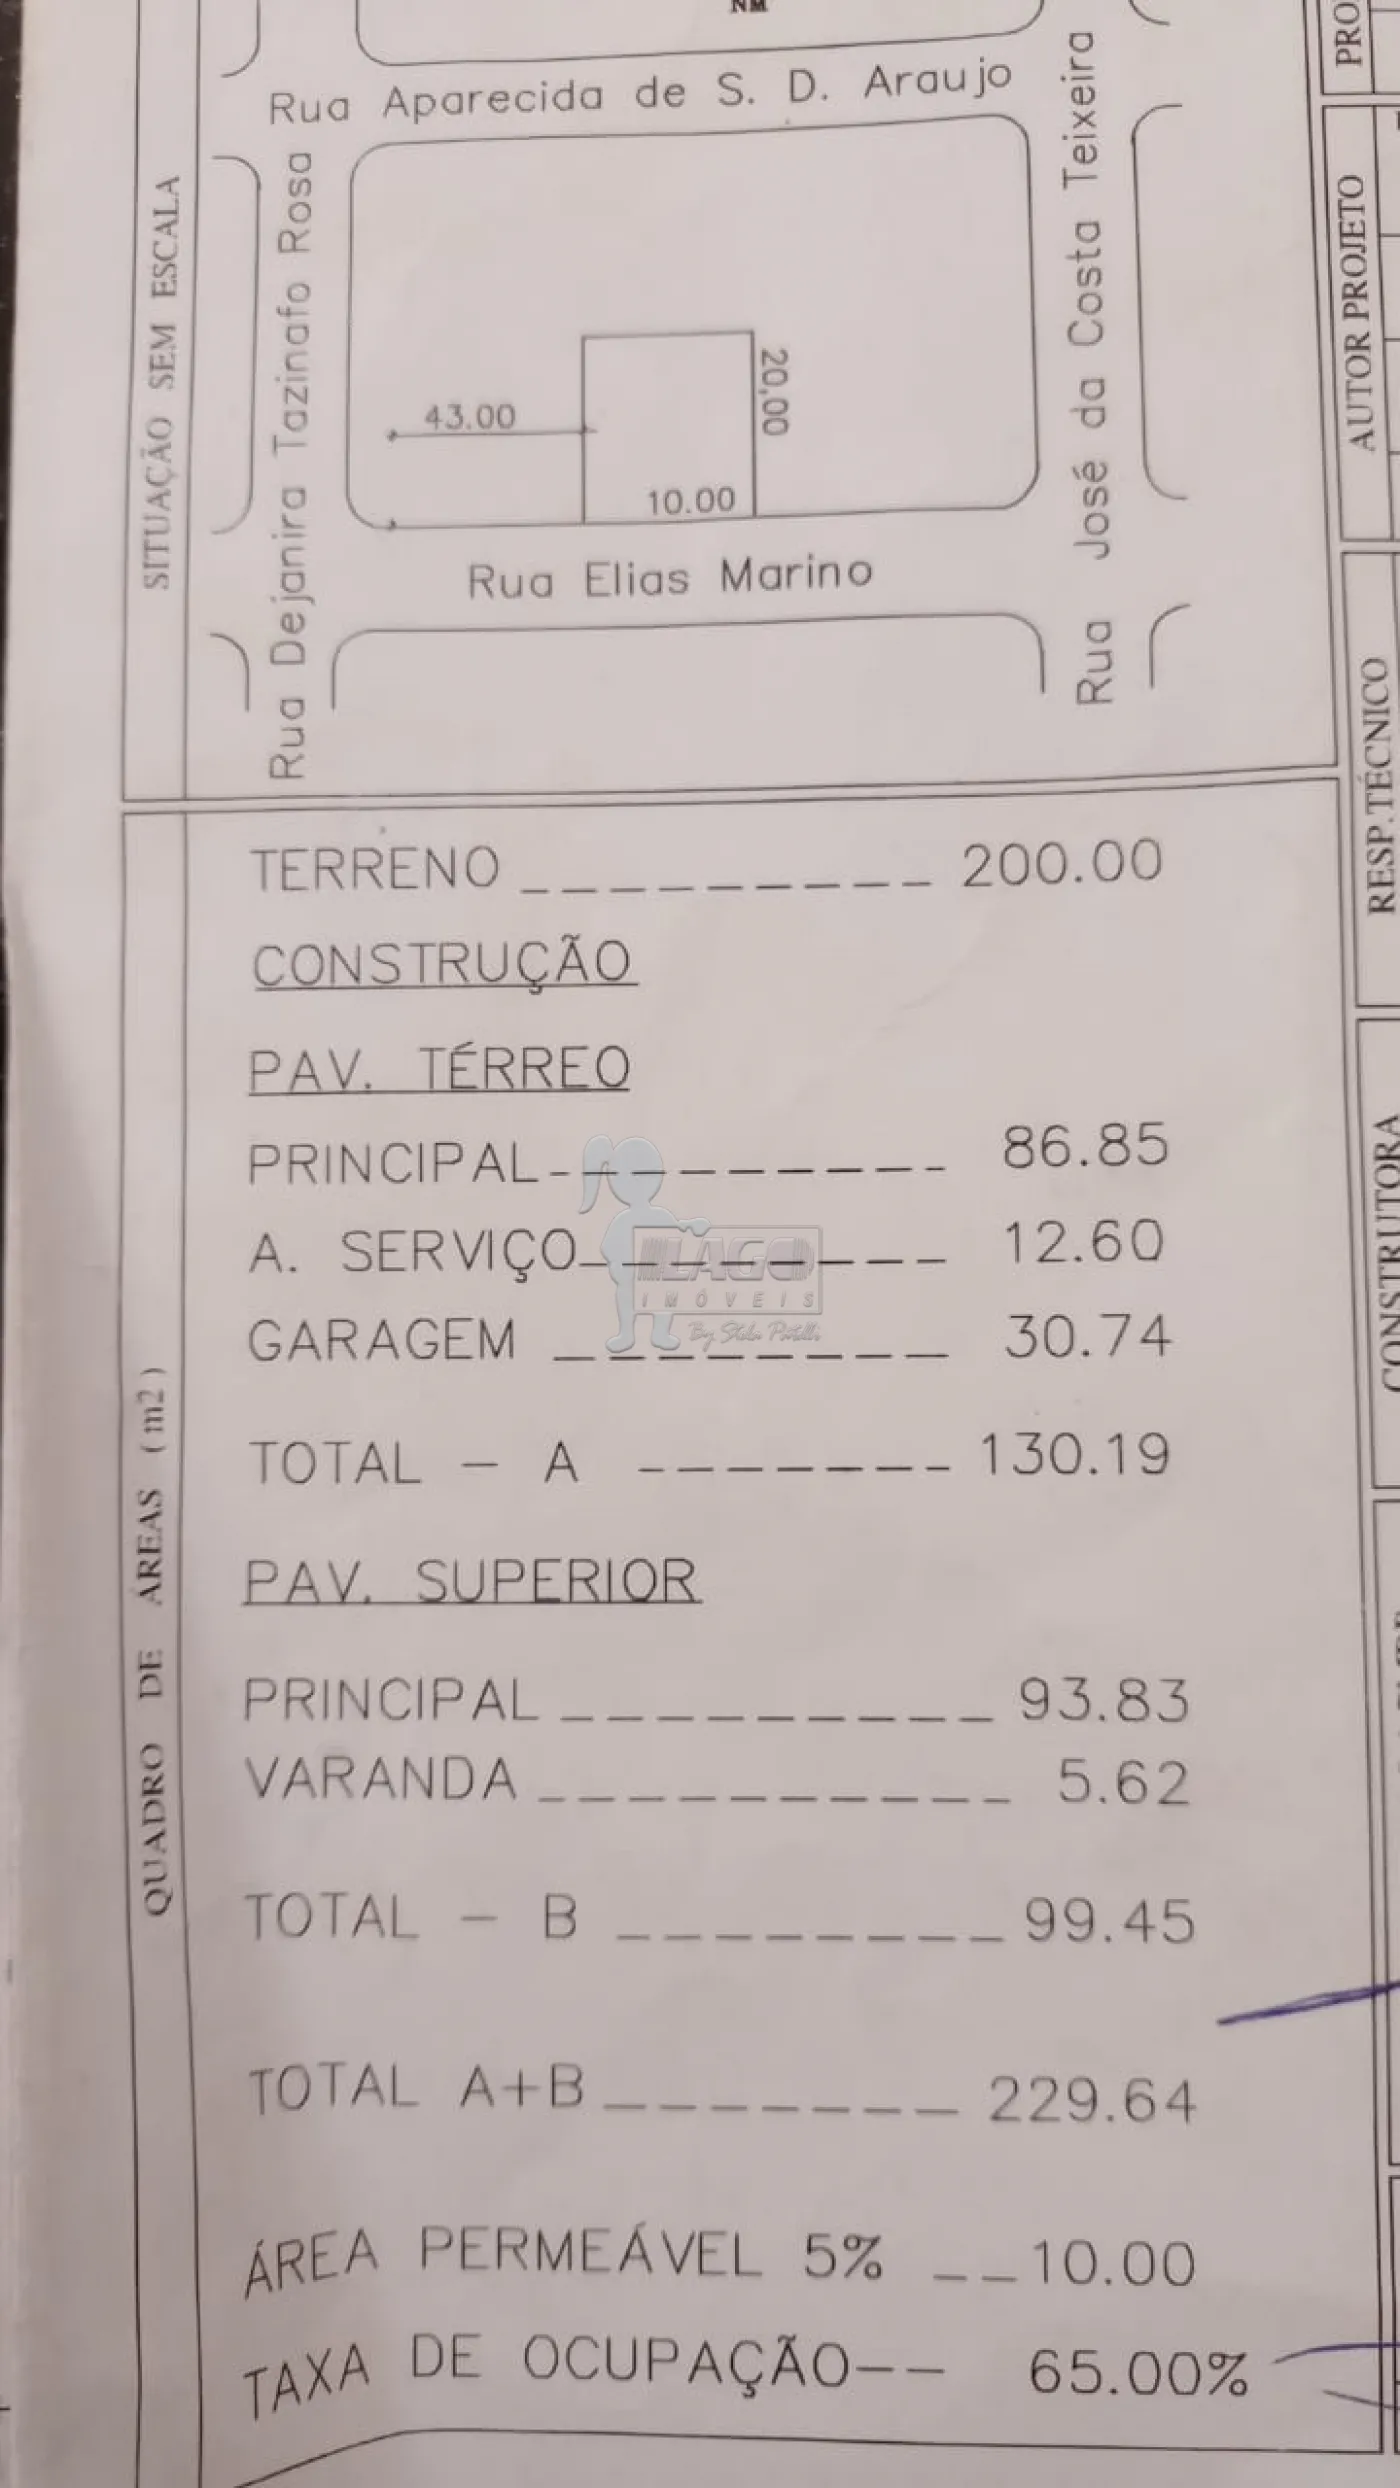 NM
Rua Aparecida de S. D. Araujo
Rua Dejanira Tazinafo Rosa
Rua José da Costa Teixeira
SITUAÇÃO SEM ESCALA
43.00
20,00
10.00
Rua Elias Marino
AUTOR PROJETO
RESP.TÉCNICO
CONSTRUTORA
QUADRO DE ÁREAS (m2)
TERRENO 200.00
CONSTRUÇÃO
PAV. TÉRREO
PRINCIPAL 86.85
A. SERVIÇO 12.60
GARAGEM 30.74
TOTAL - A 130.19
PAV. SUPERIOR
PRINCIPAL 93.83
VARANDA 5.62
TOTAL - B 99.45
TOTAL A+B 229.64
ÁREA PERMEÁVEL 5% 10.00
TAXA DE OCUPAÇÃO 65.00%
LAGO
IMÓVEIS